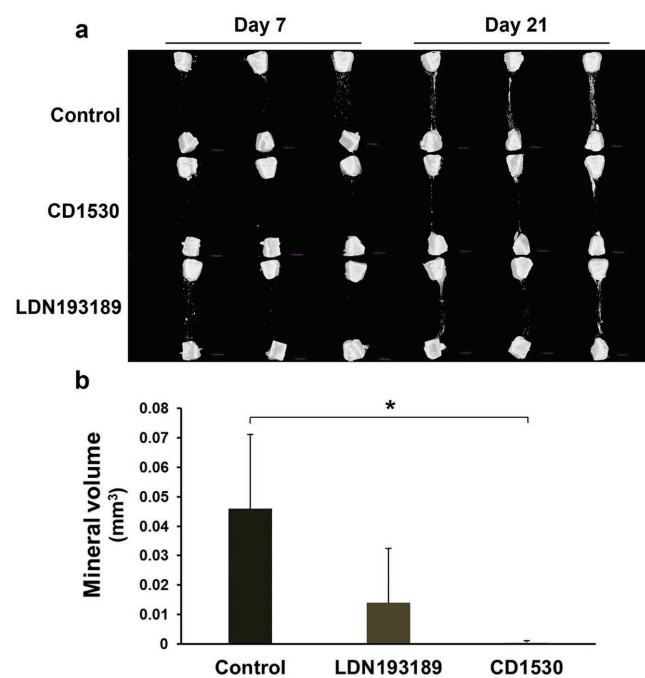 a
Day 7
Day 21
Control
CD1530
LDN193189
b
Mineral volume
(mm³)
0.08
0.07
0.06
0.05
0.04
0.03
0.02
0.01
0
*
Control
LDN193189
CD1530